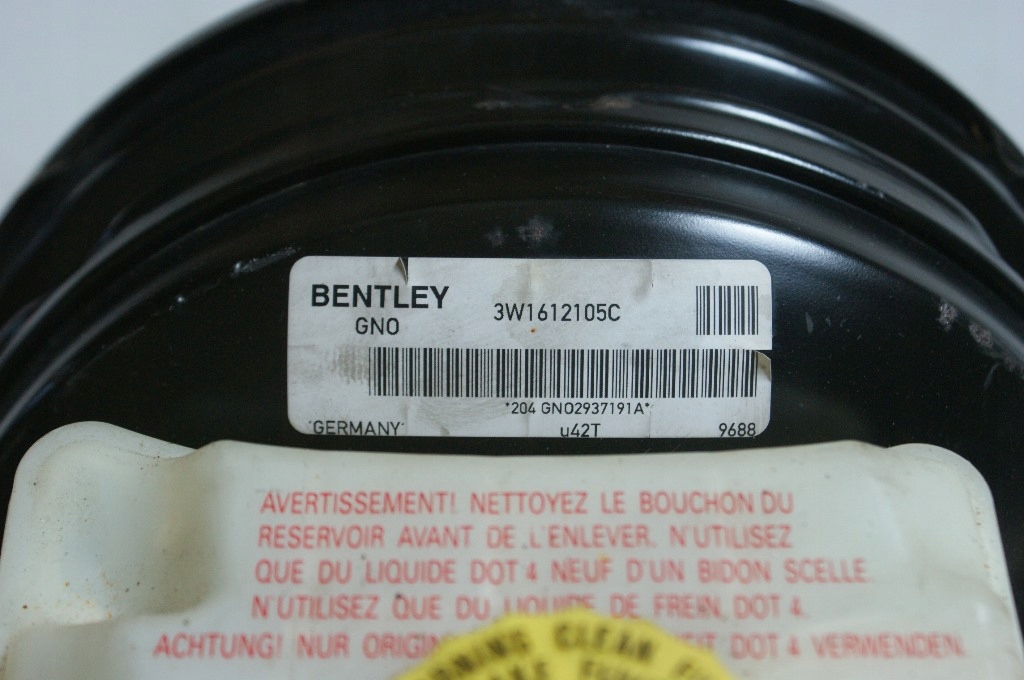 BENTLEY 3W1612105C
GNO
*204 GNO2937191A*
'GERMANY' u42T 9688
AVERTISSEMENT! NETTOYEZ LE BOUCHON DU
RESERVOIR AVANT DE L'ENLEVER. N'UTILISEZ
QUE DU LIQUIDE DOT 4 NEUF D'UN BIDON SCELLE.
N'UTILISEZ QUE DU LIQUIDE DE FREIN, DOT 4.
ACHTUNG! NUR DOT 4 VERWENDEN.
CLEAN